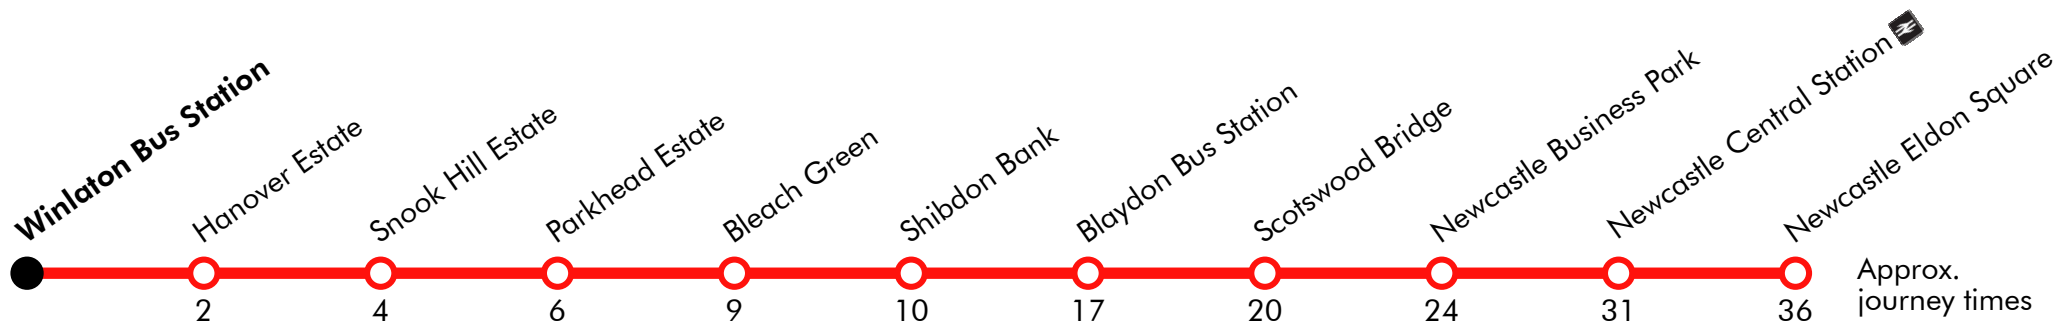 Winlaton Bus Station
Hanover Estate
Snook Hill Estate
Parkhead Estate
Bleach Green
Shibdon Bank
Blaydon Bus Station
Scotswood Bridge
Newcastle Business Park
Newcastle Central Station
Newcastle Eldon Square
2
4
6
9
10
17
20
24
31
36
Approx.
journey times